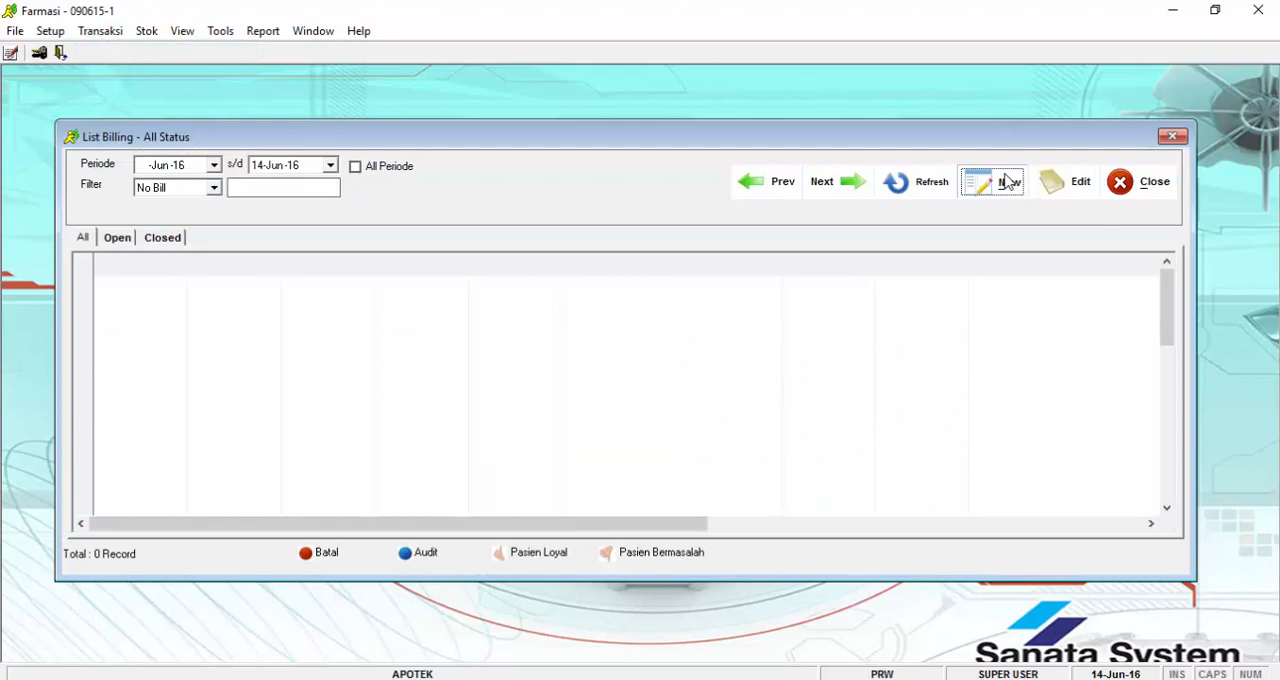 Farmasi - 090615-1
File Setup Transaksi Stok View Tools Report Window Help
List Billing - All Status
Periode -Jun-16 s/d 14-Jun-16 All Periode
Filter No Bill
Prev Next Refresh Edit Close
All Open Closed
Total : 0 Record Batal Audit Pasien Loyal Pasien Bermasalah
Sanata System
APOTEK PRW SUPER USER 14-Jun-16 INS CAPS NUM